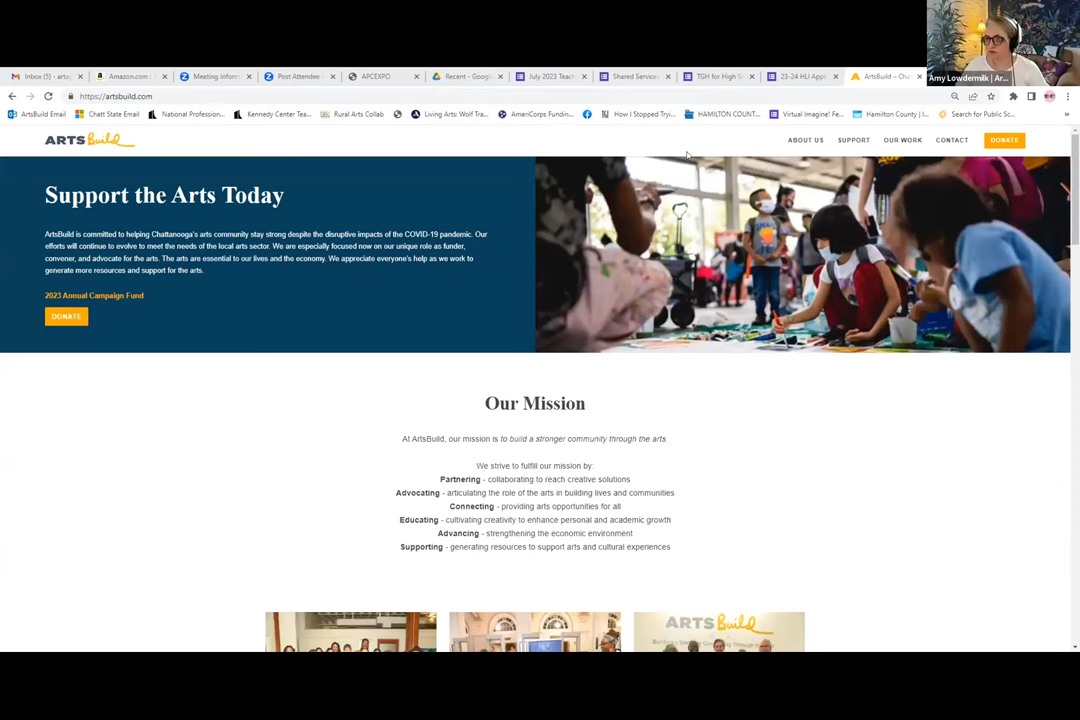 Amy Lowdermilk | Ar...
Inbox (5) - arta
Amazon.com :
Meeting Inform
Post Attendee -
APCEXPO
Recent - Google
July 2023 Teac
Shared Service
TGH for High S
23-24 HLI Appl
ArtsBuild – Cha
https://artsbuild.com
ArtsBuild Email
Chatt State Email
National Profession...
Kennedy Center Tea...
Rural Arts Collab
Living Arts: Wolf Tra...
AmeriCorps Fundin...
How I Stopped Tryi...
HAMILTON COUNT...
Virtual Imagine! Fe...
Hamilton County | I...
Search for Public Sc...
»
ARTS Build
ABOUT US
SUPPORT
OUR WORK
CONTACT
DONATE
Support the Arts Today
ArtsBuild is committed to helping Chattanooga's arts community stay strong despite the disruptive impacts of the COVID-19 pandemic. Our
efforts will continue to evolve to meet the needs of the local arts sector. We are especially focused now on our unique role as funder,
convener, and advocate for the arts. The arts are essential to our lives and the economy. We appreciate everyone's help as we work to
generate more resources and support for the arts.
2023 Annual Campaign Fund
DONATE
Our Mission
At ArtsBuild, our mission is to build a stronger community through the arts.
We strive to fulfill our mission by:
Partnering - collaborating to reach creative solutions
Advocating - articulating the role of the arts in building lives and communities
Connecting - providing arts opportunities for all
Educating - cultivating creativity to enhance personal and academic growth
Advancing - strengthening the economic environment
Supporting - generating resources to support arts and cultural experiences
ARTS Build